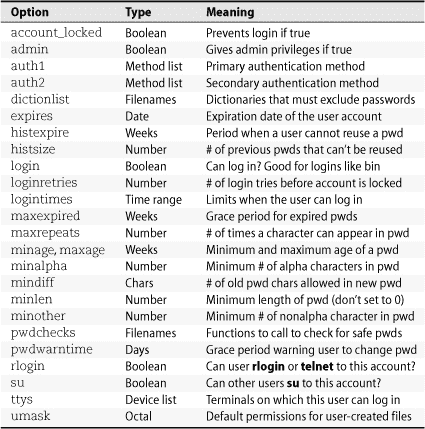 Option Type Meaning
account_locked Boolean Prevents login if true
admin Boolean Gives admin privileges if true
auth1 Method list Primary authentication method
auth2 Method list Secondary authentication method
dictionlist Filenames Dictionaries that must exclude passwords
expires Date Expiration date of the user account
histexpire Weeks Period when a user cannot reuse a pwd
histsize Number # of previous pwds that can't be reused
login Boolean Can log in? Good for logins like bin
loginretries Number # of login tries before account is locked
logintimes Time range Limits when the user can log in
maxexpired Weeks Grace period for expired pwds
maxrepeats Number # of times a character can appear in pwd
minage, maxage Weeks Minimum and maximum age of a pwd
minalpha Number Minimum # of alpha characters in pwd
mindiff Chars # of old pwd chars allowed in new pwd
minlen Number Minimum length of pwd (don't set to 0)
minother Number Minimum # of nonalpha character in pwd
pwdchecks Filenames Functions to call to check for safe pwds
pwdwarntime Days Grace period warning user to change pwd
rlogin Boolean Can user rlogin or telnet to this account?
su Boolean Can other users su to this account?
ttys Device list Terminals on which this user can log in
umask Octal Default permissions for user-created files